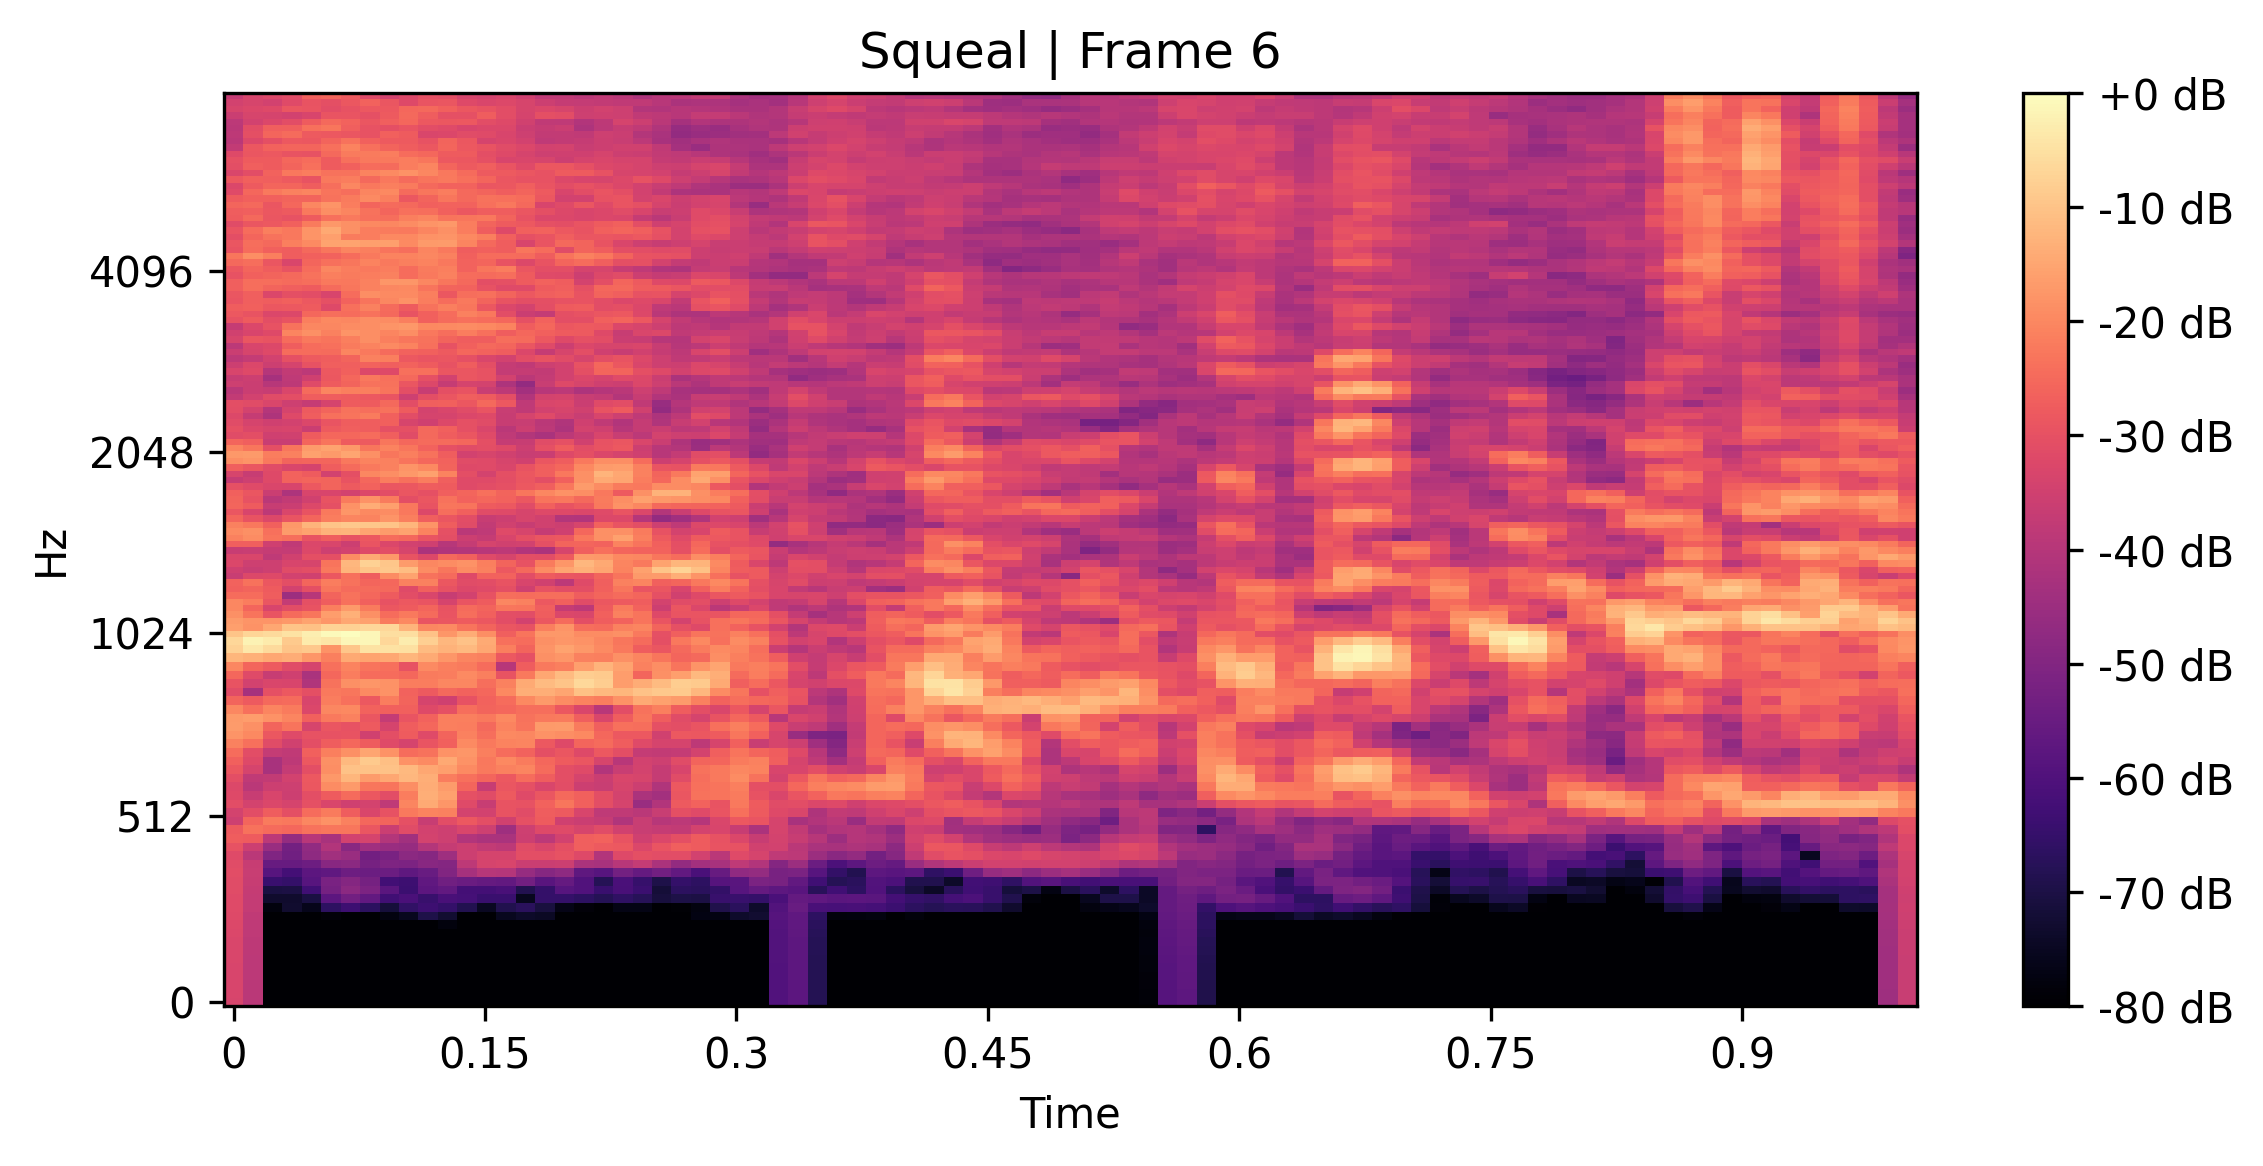 Squeal | Frame 6
Hz
4096
2048
1024
512
0
0 0.15 0.3 0.45 0.6 0.75 0.9
Time
+0 dB
-10 dB
-20 dB
-30 dB
-40 dB
-50 dB
-60 dB
-70 dB
-80 dB